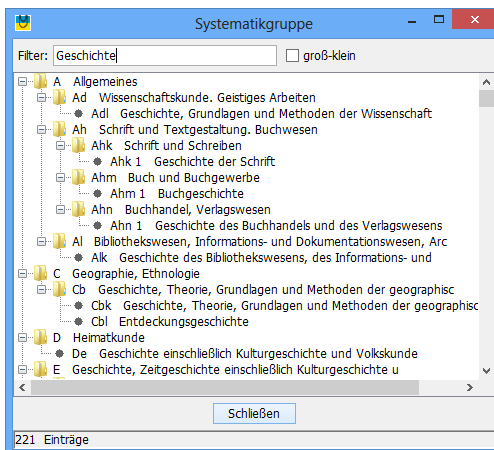 Systematikgruppe
Filter: Geschichte groß-klein
A Allgemeines
Ad Wissenschaftskunde. Geistiges Arbeiten
Adl Geschichte, Grundlagen und Methoden der Wissenschaft
Ah Schrift und Textgestaltung. Buchwesen
Ahk Schrift und Schreiben
Ahk 1 Geschichte der Schrift
Ahm Buch und Buchgewerbe
Ahm 1 Buchgeschichte
Ahn Buchhandel, Verlagswesen
Ahn 1 Geschichte des Buchhandels und des Verlagswesens
Al Bibliothekswesen, Informations- und Dokumentationswesen, Arc
Alk Geschichte des Bibliothekswesens, des Informations- und
C Geographie, Ethnologie
Cb Geschichte, Theorie, Grundlagen und Methoden der geographisc
Cbk Geschichte, Theorie, Grundlagen und Methoden der geographisc
Cbl Entdeckungsgeschichte
D Heimatkunde
De Geschichte einschließlich Kulturgeschichte und Volkskunde
E Geschichte, Zeitgeschichte einschließlich Kulturgeschichte u
Schließen
221 Einträge